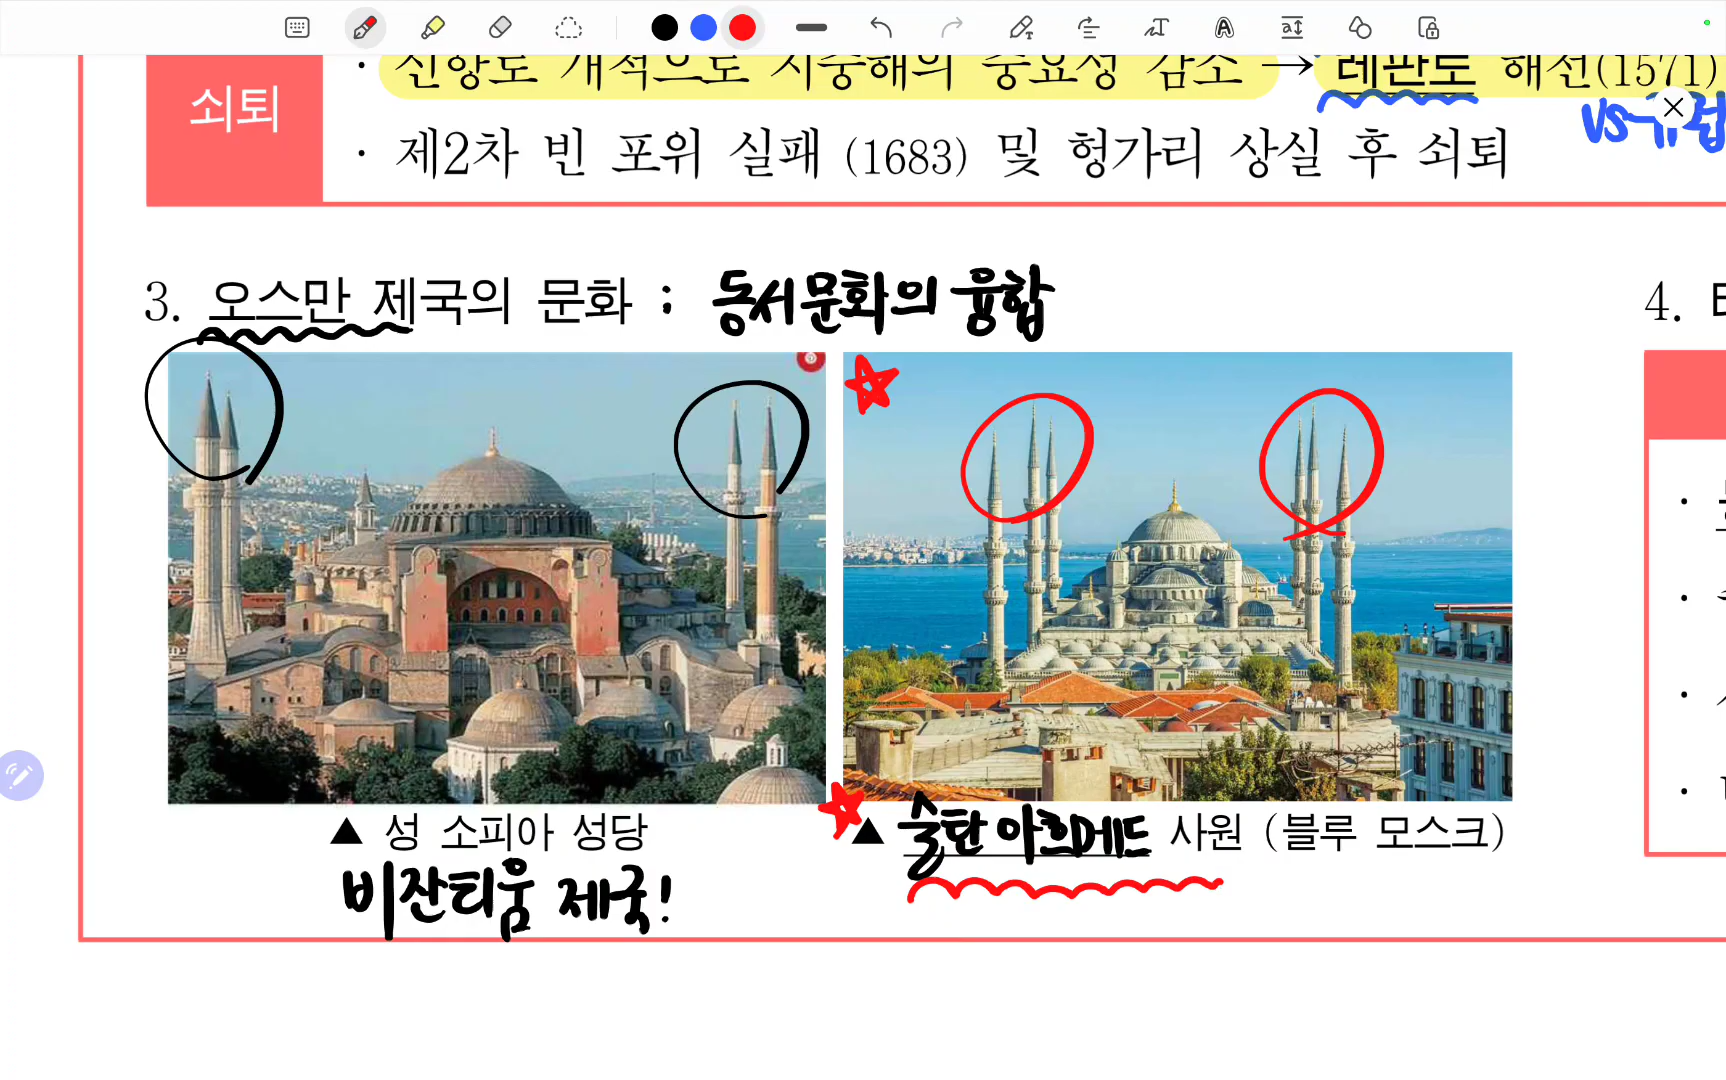 · 신항로 개척으로 지중해의 중요성 감소 → 레판토 해전(1571)
쇠퇴
vs 유럽
· 제2차 빈 포위 실패 (1683) 및 헝가리 상실 후 쇠퇴
3. 오스만 제국의 문화 : 동서문화의 융합
4.
▲ 성 소피아 성당
비잔티움 제국!
▲ 술탄 아흐메드 사원 (블루 모스크)